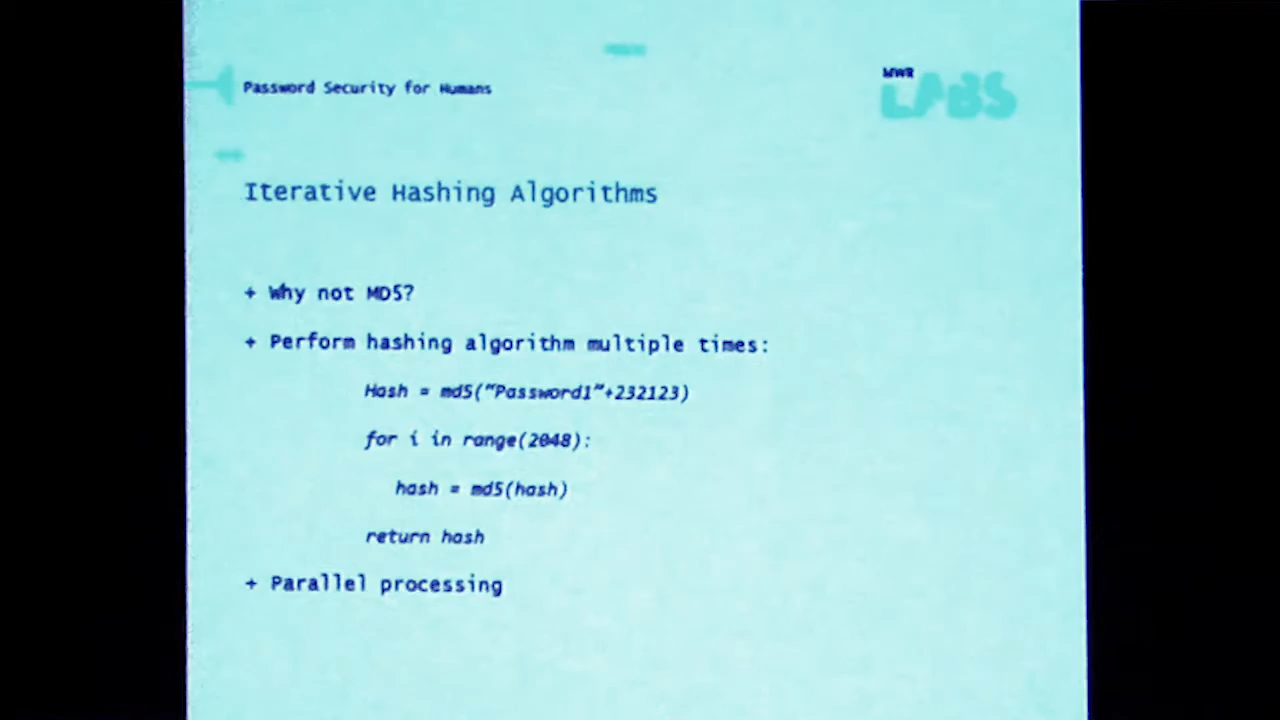 Password Security for Humans
MWR
LABS
Iterative Hashing Algorithms
+ Why not MD5?
+ Perform hashing algorithm multiple times:
Hash = md5("Password1"+232123)
for i in range(2048):
hash = md5(hash)
return hash
+ Parallel processing